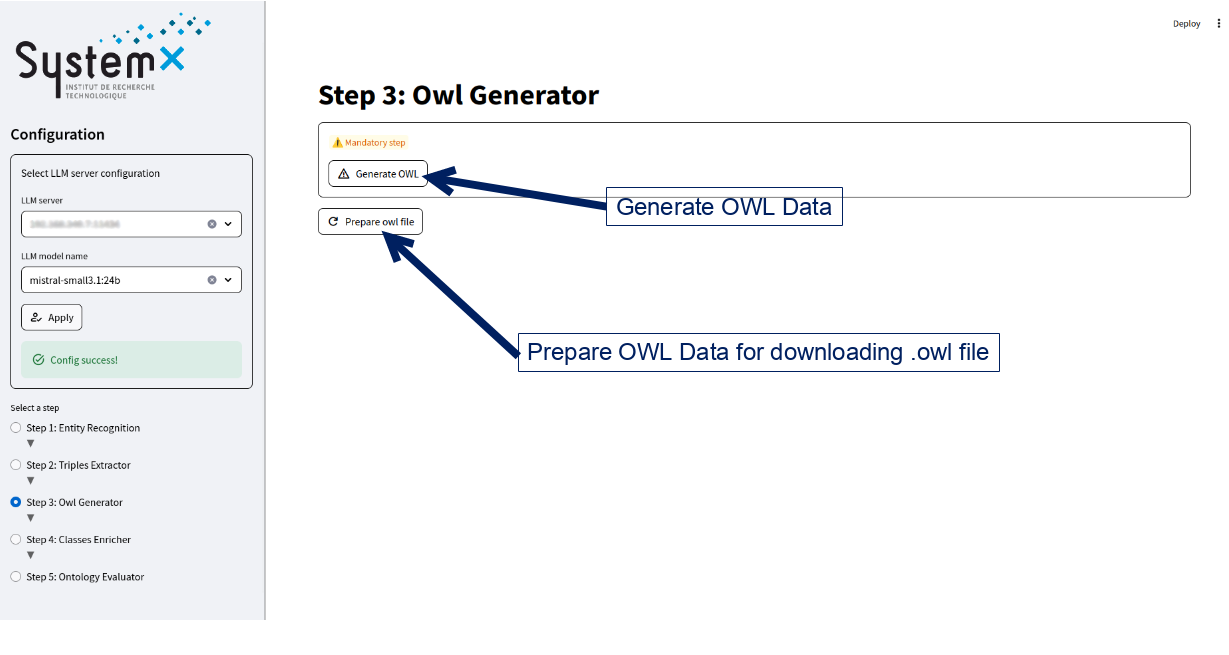 System
INSTITUT DE RECHERCHE
TECHNOLOGIQUE
Configuration
Select LLM server configuration
LLM server
LLM model name
mistral-small3.1:24b
Apply
Config success!
Select a step
Step 1: Entity Recognition
Step 2: Triples Extractor
Step 3: Owl Generator
Step 4: Classes Enricher
Step 5: Ontology Evaluator
Deploy
Step 3: Owl Generator
Mandatory step
Generate OWL
Generate OWL Data
Prepare owl file
Prepare OWL Data for downloading .owl file